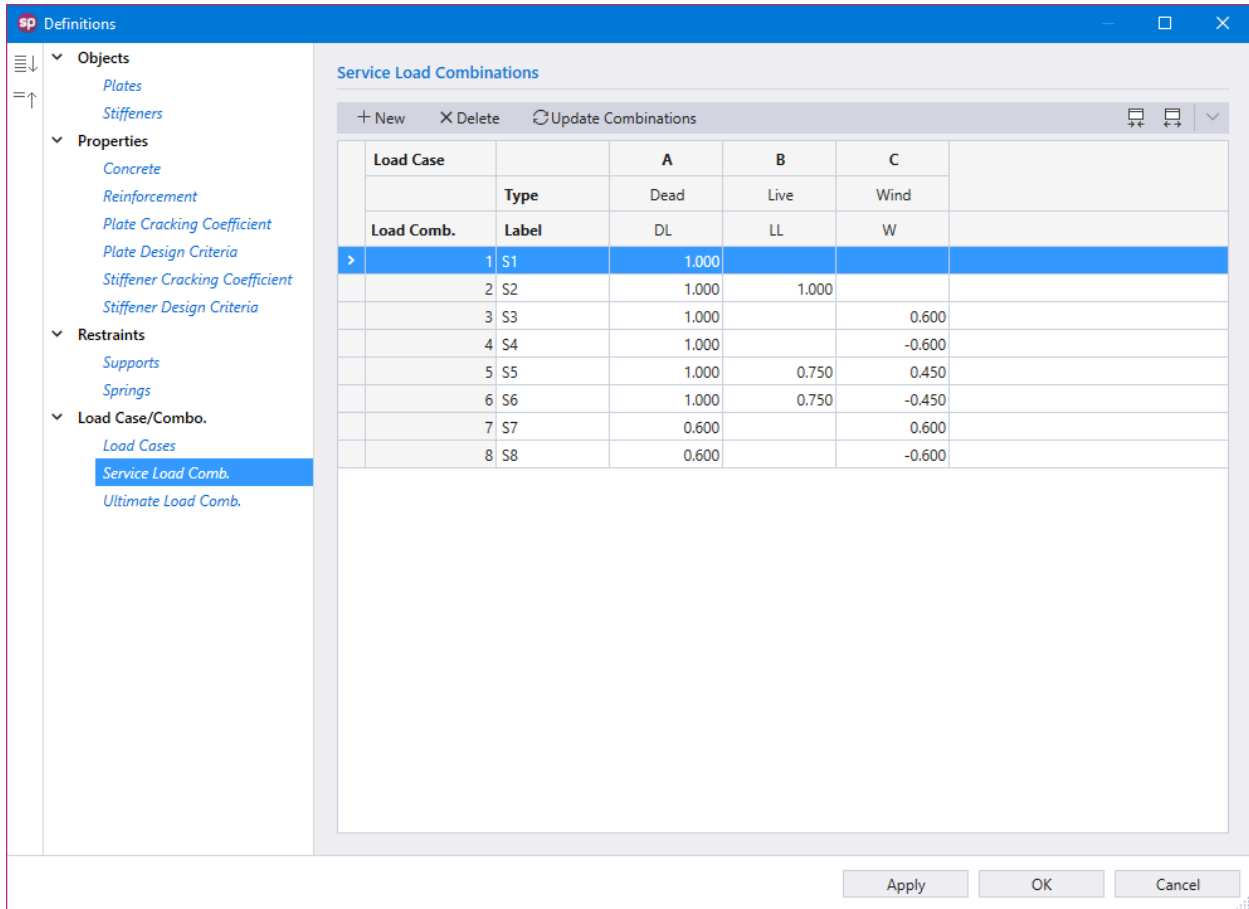 sp Definitions
Objects
Plates
Stiffeners
Properties
Concrete
Reinforcement
Plate Cracking Coefficient
Plate Design Criteria
Stiffener Cracking Coefficient
Stiffener Design Criteria
Restraints
Supports
Springs
Load Case/Combo.
Load Cases
Service Load Comb.
Ultimate Load Comb.
Service Load Combinations
New Delete Update Combinations
Load Case A B C
Type Dead Live Wind
Load Comb. Label DL LL W
1 S1 1.000
2 S2 1.000 1.000
3 S3 1.000 0.600
4 S4 1.000 -0.600
5 S5 1.000 0.750 0.450
6 S6 1.000 0.750 -0.450
7 S7 0.600 0.600
8 S8 0.600 -0.600
Apply OK Cancel